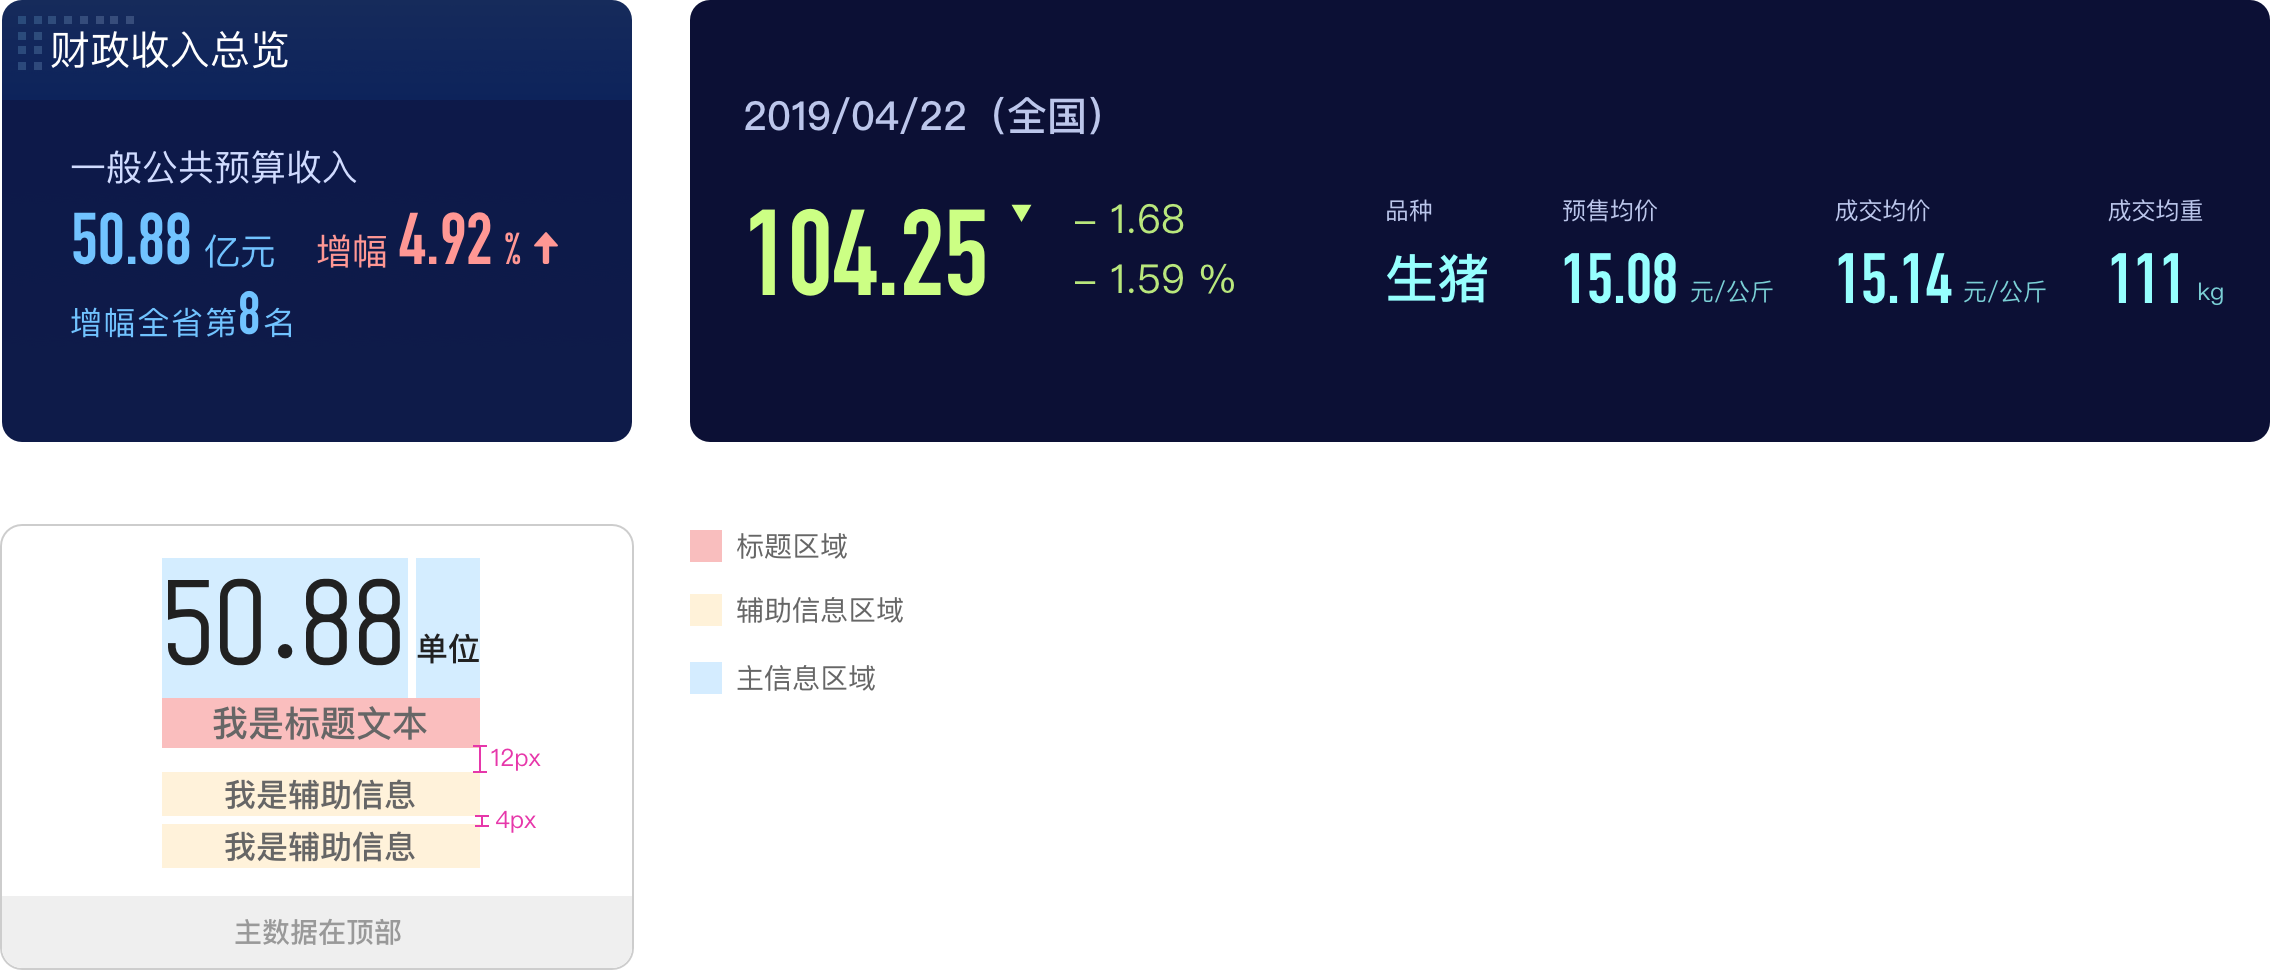 财政收入总览
一般公共预算收入
50.88 亿元 增幅 4.92 %
增幅全省第8名
2019/04/22（全国）
104.25
– 1.68
– 1.59 %
品种 预售均价 成交均价 成交均重
生猪 15.08 元/公斤 15.14 元/公斤 111 kg
50.88 单位
我是标题文本
12px
我是辅助信息
4px
我是辅助信息
主数据在顶部
标题区域
辅助信息区域
主信息区域